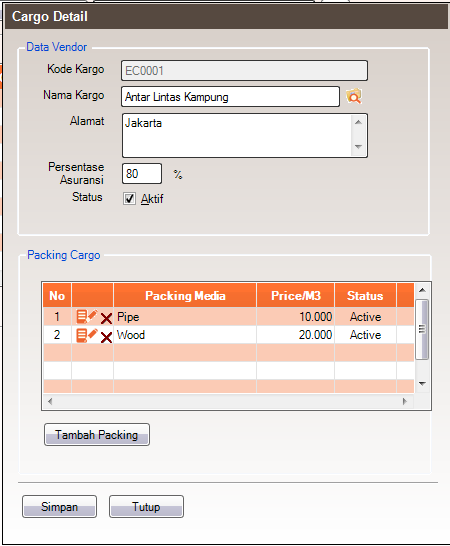 Cargo Detail
Data Vendor
Kode Kargo EC0001
Nama Kargo Antar Lintas Kampung
Alamat Jakarta
Persentase Asuransi 80 %
Status Aktif
Packing Cargo
No Packing Media Price/M3 Status
1 Pipe 10.000 Active
2 Wood 20.000 Active
Tambah Packing
Simpan Tutup